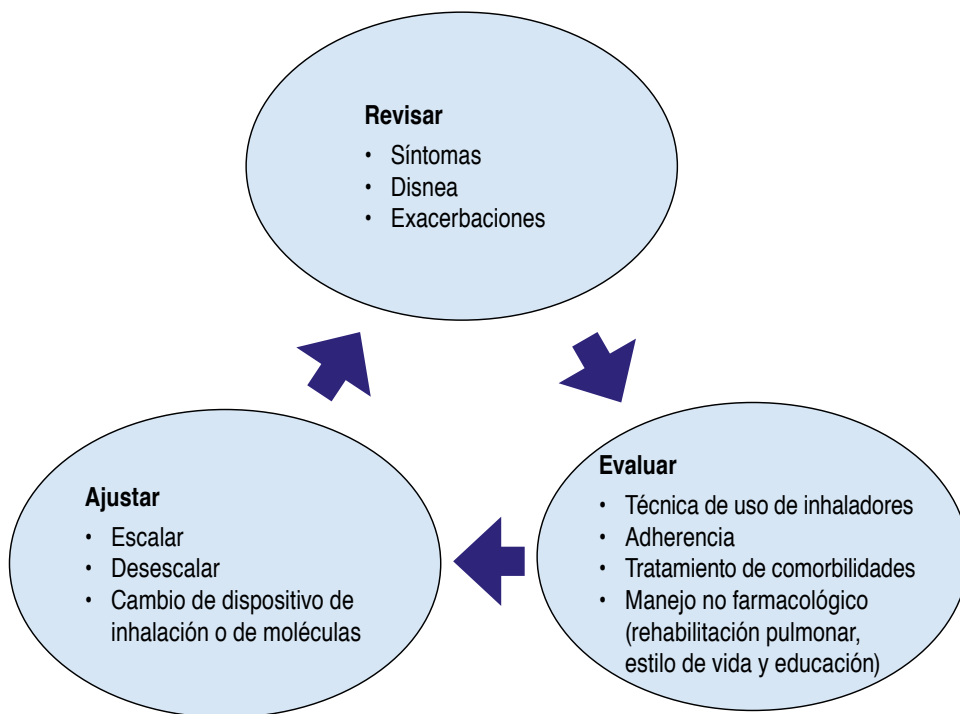 Revisar
• Síntomas
• Disnea
• Exacerbaciones
Evaluar
• Técnica de uso de inhaladores
• Adherencia
• Tratamiento de comorbilidades
• Manejo no farmacológico
(rehabilitación pulmonar,
estilo de vida y educación)
Ajustar
• Escalar
• Desescalar
• Cambio de dispositivo de
inhalación o de moléculas